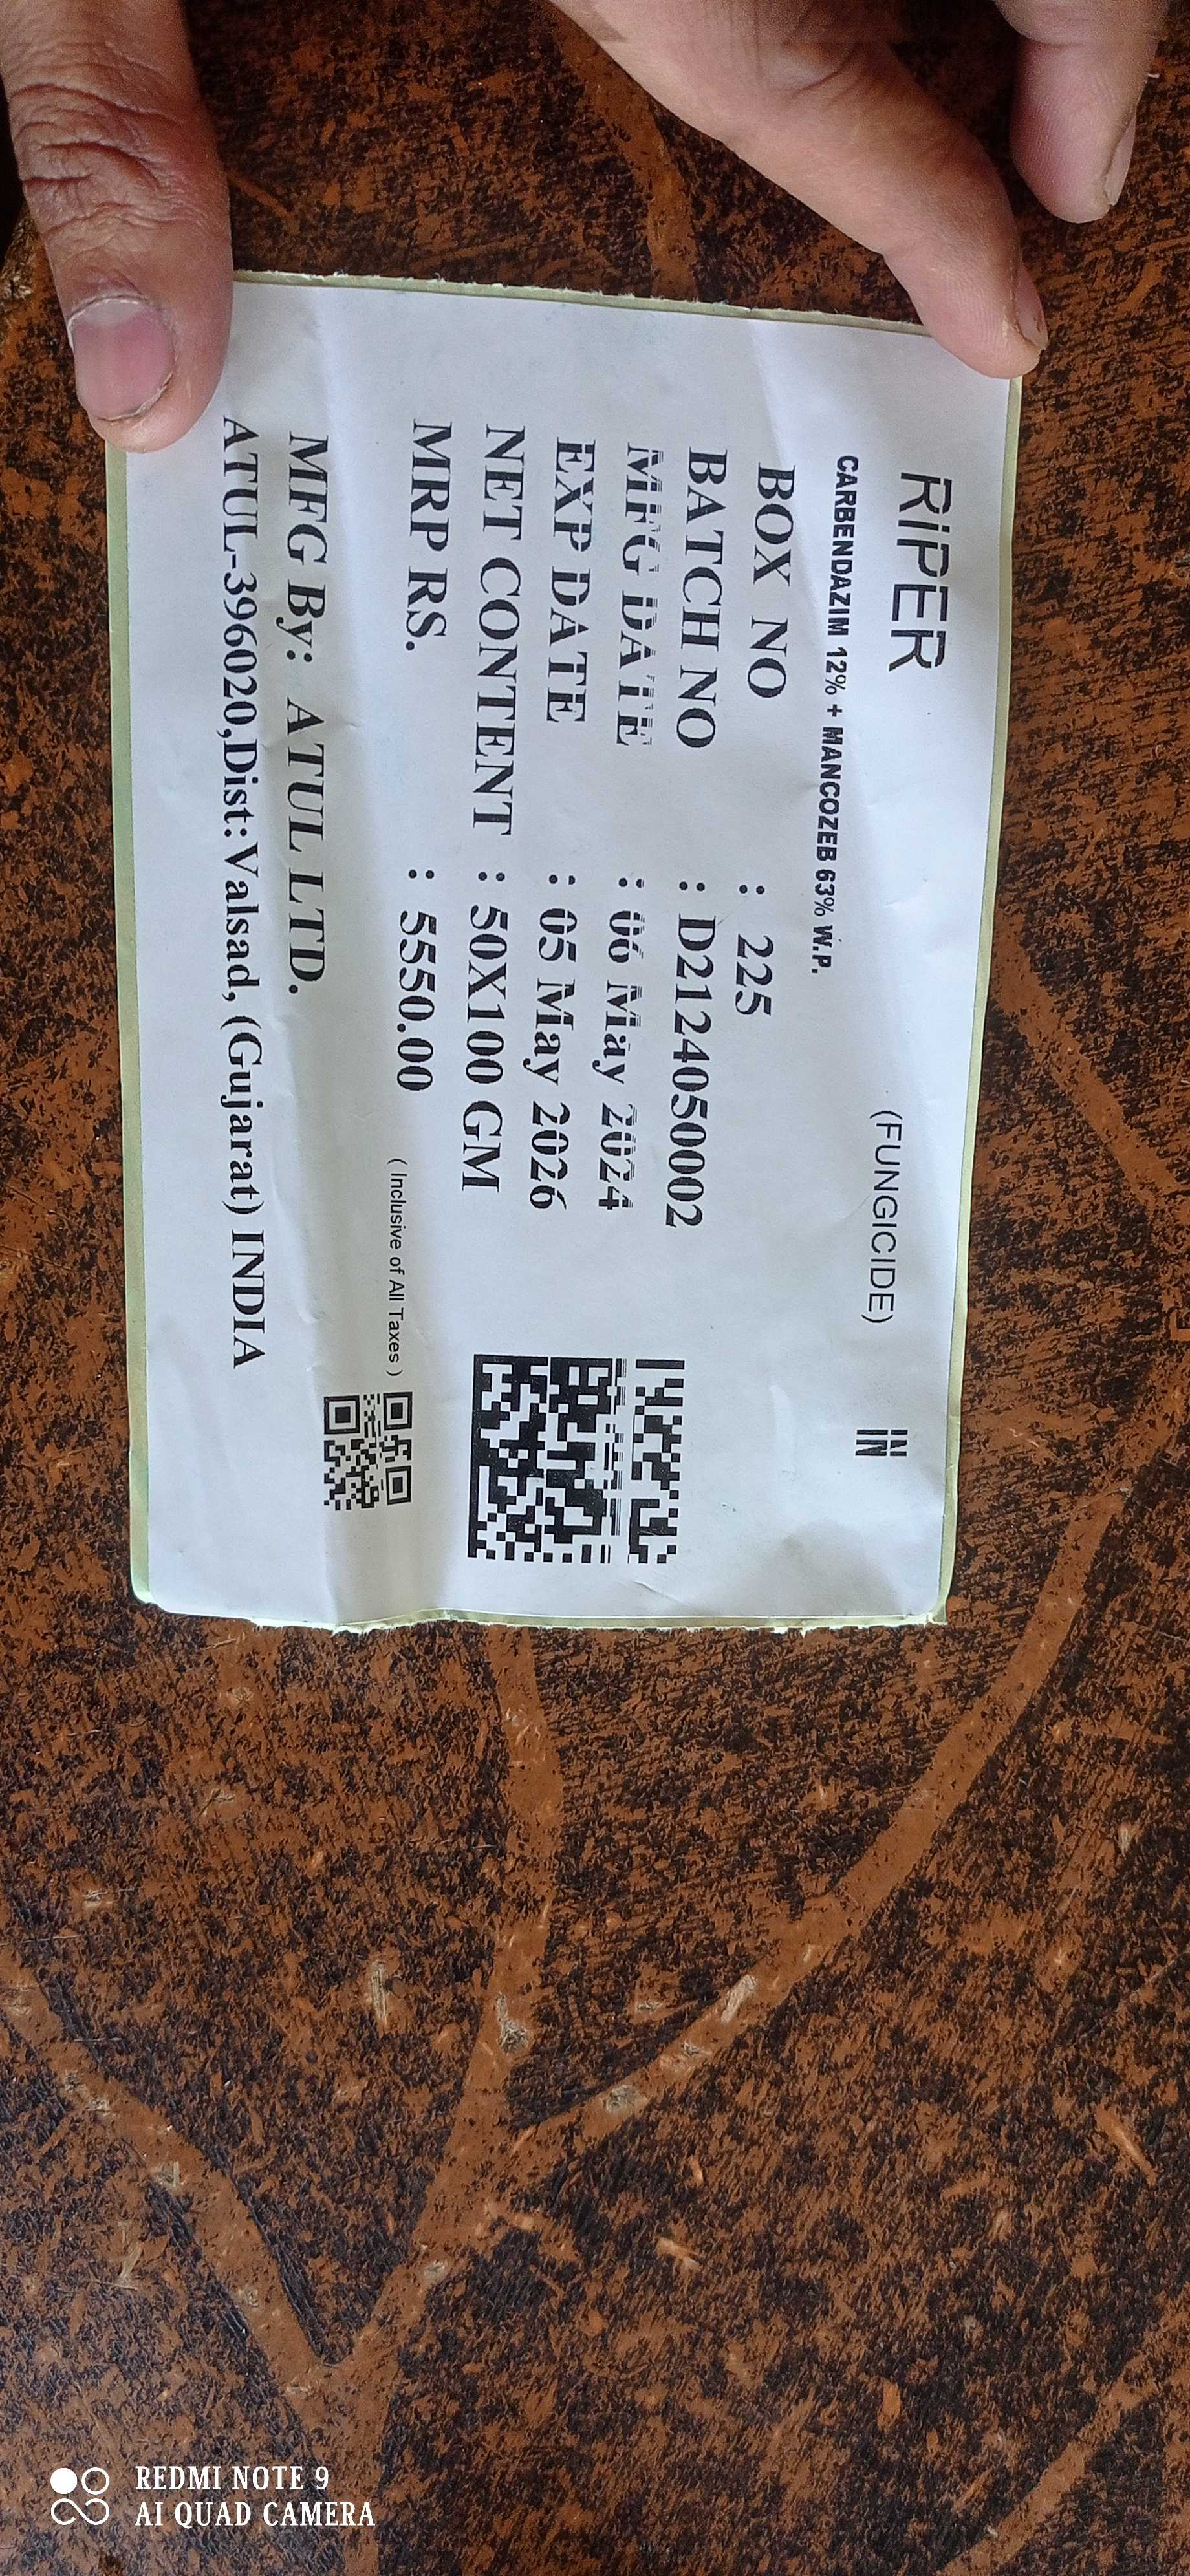 RiPER (FUNGICIDE) IN
CARBENDAZIM 12% + MANCOZEB 63% W.P.
BOX NO : 225
BATCH NO : D2124050002
MFG DATE : 06 May 2024
EXP DATE : 05 May 2026
NET CONTENT : 50X100 GM
MRP RS. : 5550.00 ( Inclusive of All Taxes )
MFG By: ATUL LTD.
ATUL-396020,Dist:Valsad, (Gujarat) INDIA
REDMI NOTE 9
AI QUAD CAMERA